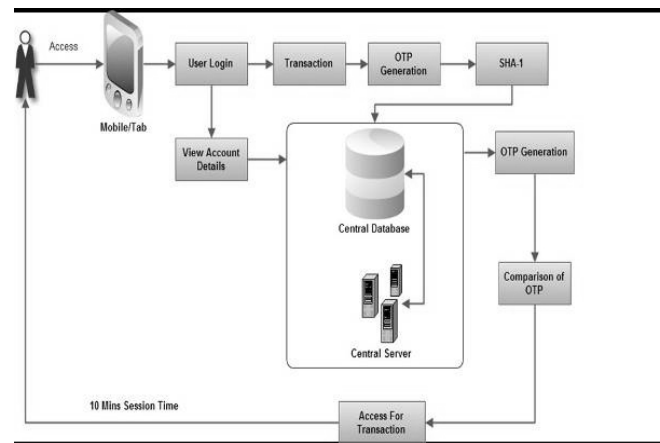 Access
Mobile/Tab
User Login
Transaction
OTP
Generation
SHA-1
View Account
Details
Central Database
Central Server
OTP Generation
Comparison of
OTP
Access For
Transaction
10 Mins Session Time